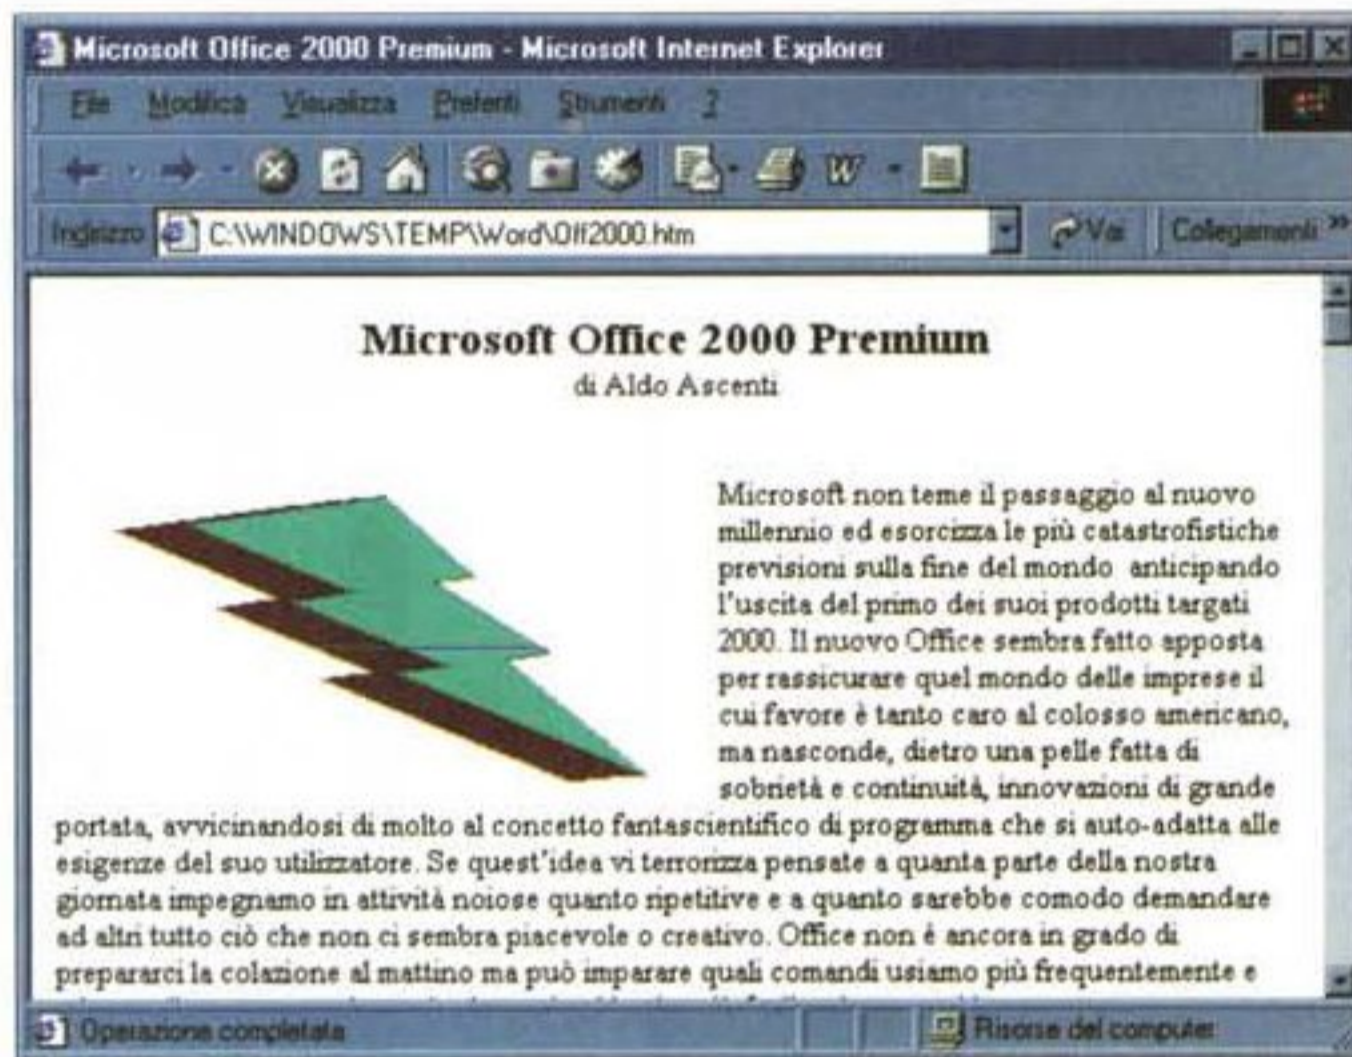 Microsoft Office 2000 Premium - Microsoft Internet Explorer
File Modifica Visualizza Preferiti Strumenti ?
W
Indirizzo C:\WINDOWS\TEMP\Word\Off2000.htm Vai Collegamenti »
Microsoft Office 2000 Premium
di Aldo Ascenti
Microsoft non teme il passaggio al nuovo
millennio ed esorcizza le più catastrofistiche
previsioni sulla fine del mondo anticipando
l'uscita del primo dei suoi prodotti targati
2000. Il nuovo Office sembra fatto apposta
per rassicurare quel mondo delle imprese il
cui favore è tanto caro al colosso americano,
ma nasconde, dietro una pelle fatta di
sobrietà e continuità, innovazioni di grande
portata, avvicinandosi di molto al concetto fantascientifico di programma che si auto-adatta alle
esigenze del suo utilizzatore. Se quest'idea vi terrorizza pensate a quanta parte della nostra
giornata impegnamo in attività noiose quanto ripetitive e a quanto sarebbe comodo demandare
ad altri tutto ciò che non ci sembra piacevole o creativo. Office non è ancora in grado di
prepararci la colazione al mattino ma può imparare quali comandi usiamo più frequentemente e
Operazione completata Risorse del computer